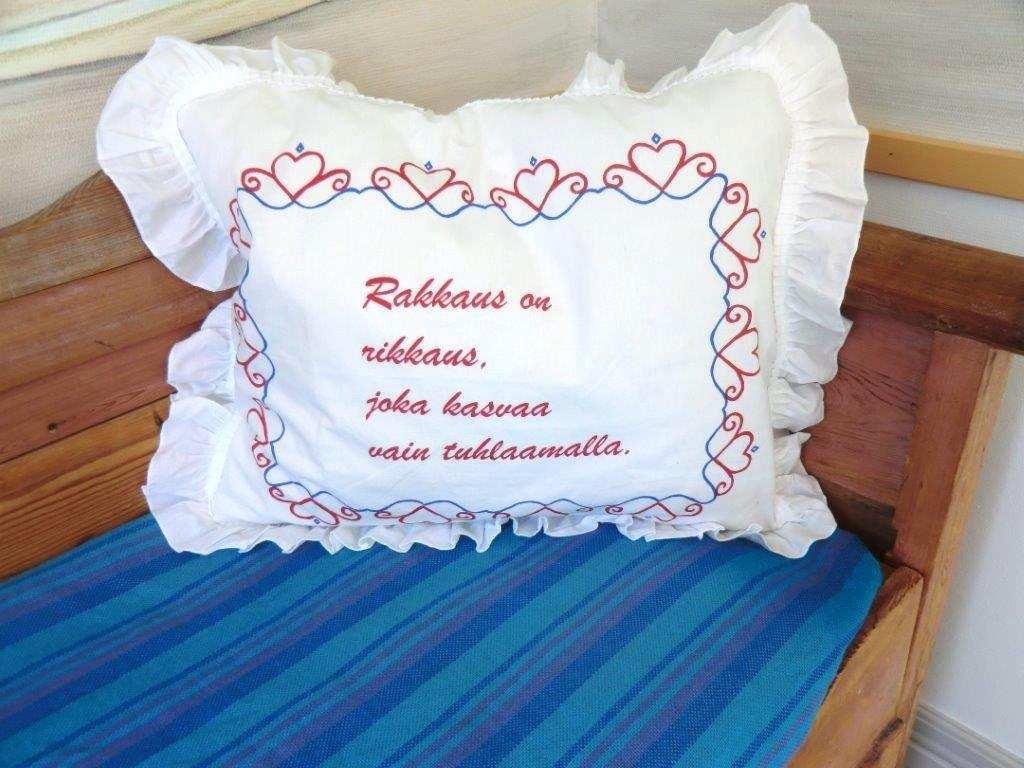 Rakkaus on
rikkaus,
joka kasvaa
vain tuhlaamalla.